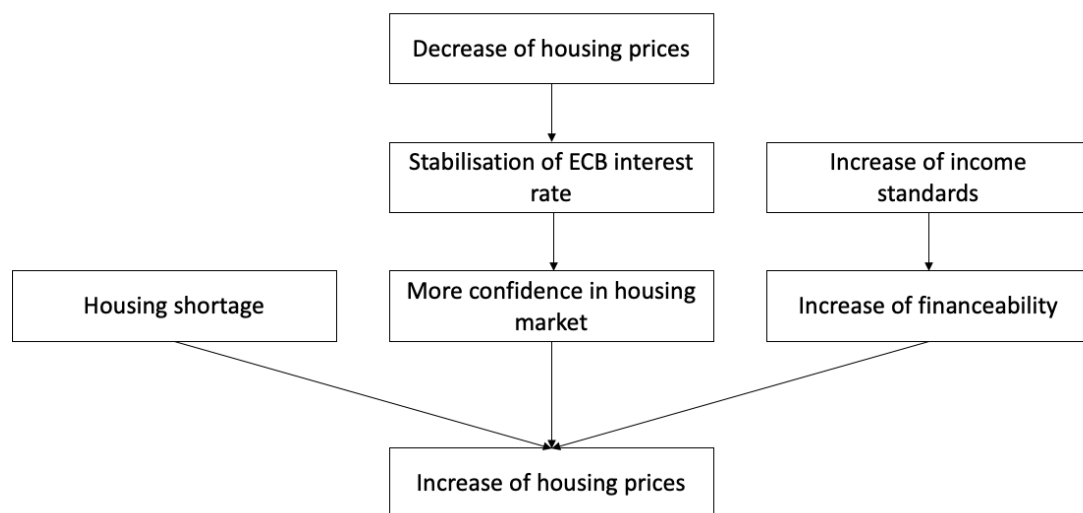 Decrease of housing prices
Stabilisation of ECB interest
rate
Increase of income
standards
Housing shortage
More confidence in housing
market
Increase of financeability
Increase of housing prices